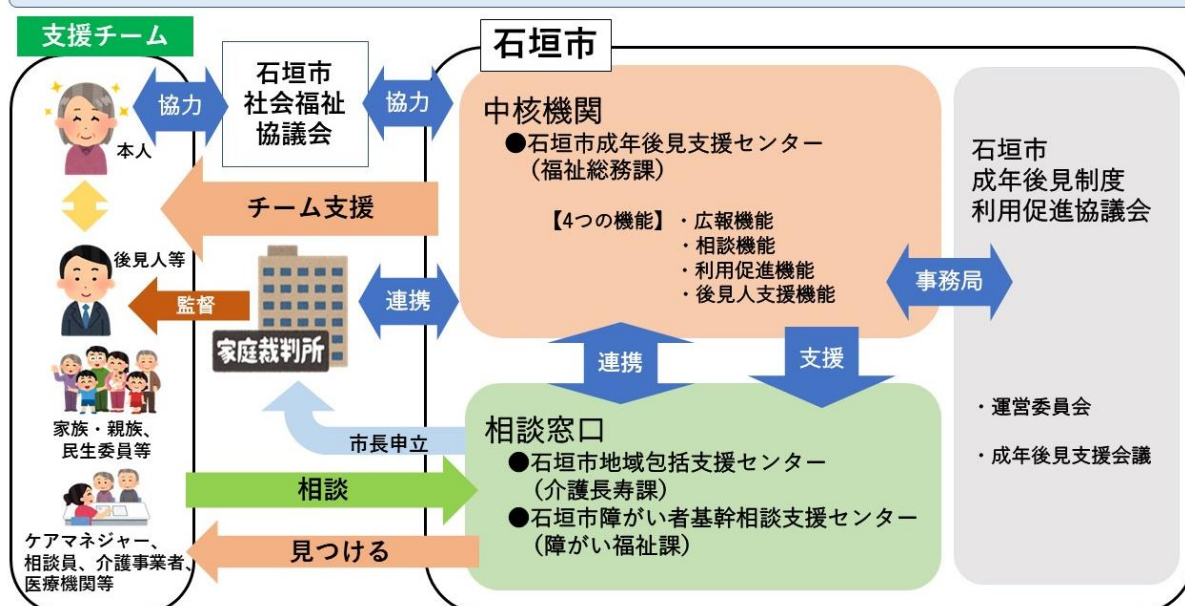 支援チーム
本人
後見人等
家族・親族、
民生委員等
ケアマネジャー、
相談員、介護事業者、
医療機関等
協力
石垣市
社会福祉
協議会
協力
チーム支援
監督
家庭裁判所
連携
市長申立
相談
見つける
石垣市
中核機関
●石垣市成年後見支援センター
(福祉総務課)
【4つの機能】・広報機能
・相談機能
・利用促進機能
・後見人支援機能
連携
支援
事務局
相談窓口
●石垣市地域包括支援センター
(介護長寿課)
●石垣市障がい者基幹相談支援センター
(障がい福祉課)
石垣市
成年後見制度
利用促進協議会
・運営委員会
・成年後見支援会議